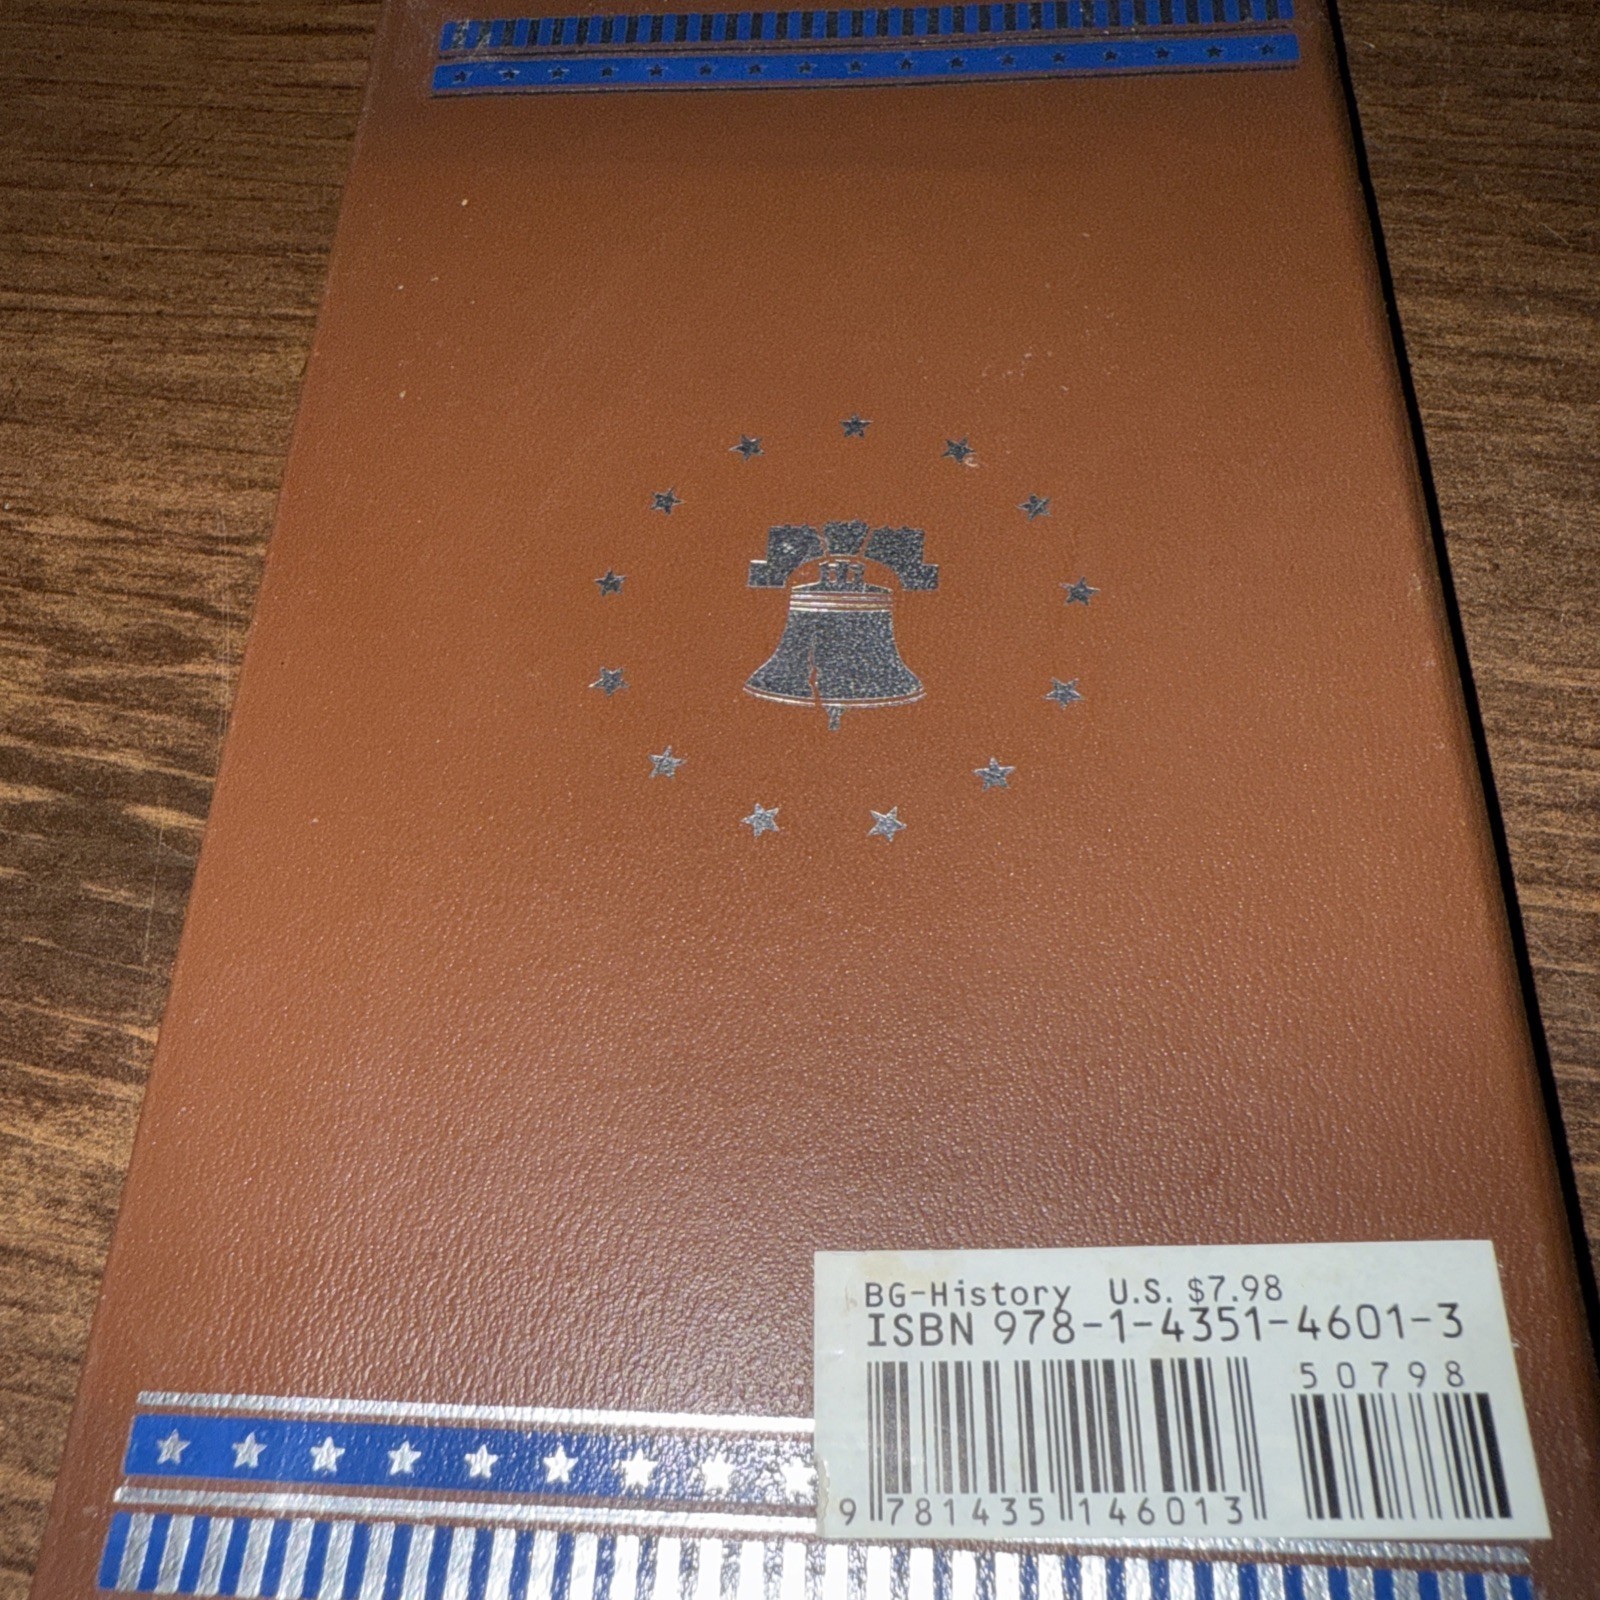 BG-History U.S. $7.98
ISBN 978-1-4351-4601-3
50798
9 781435 146013